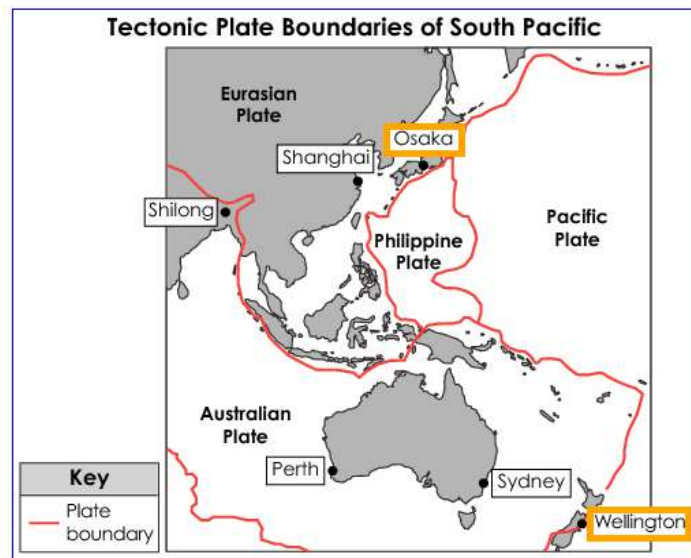 Tectonic Plate Boundaries of South Pacific
Eurasian
Plate
Osaka
Shanghai
Shilong
Philippine
Plate
Pacific
Plate
Australian
Plate
Perth
Sydney
Wellington
Key
Plate
boundary